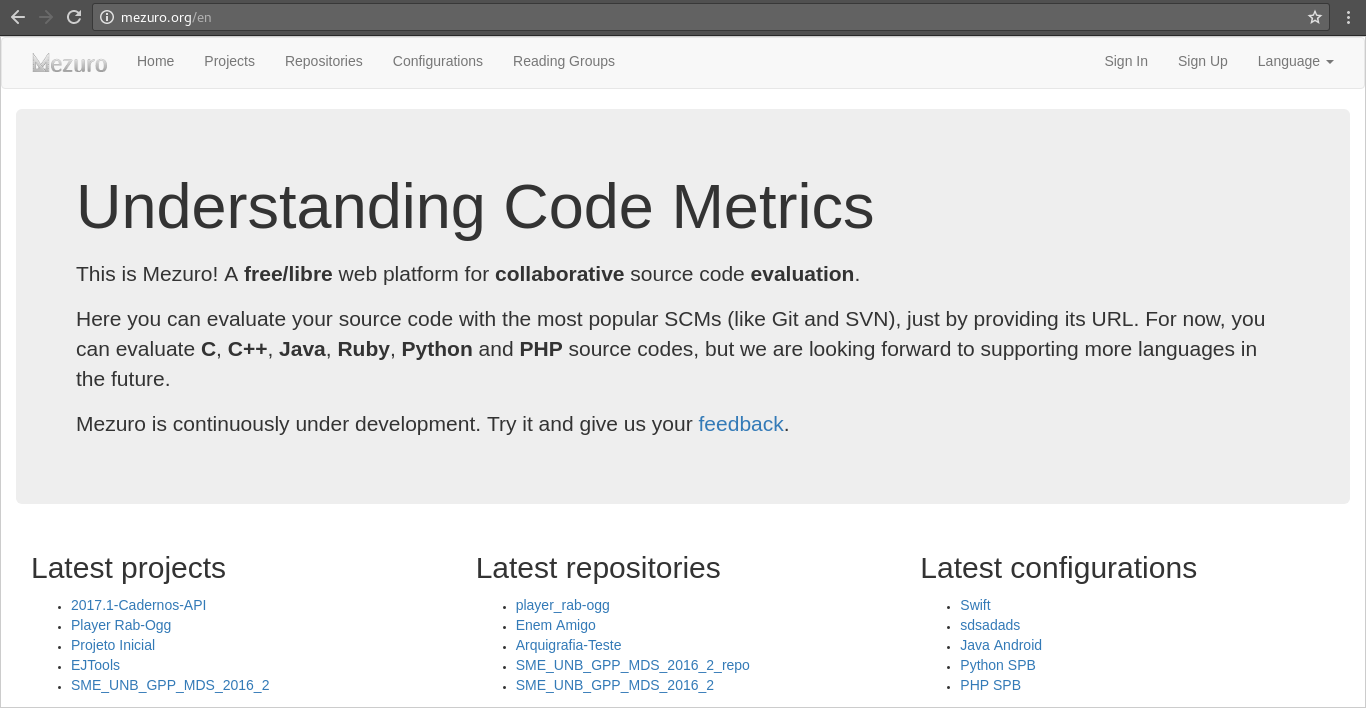 mezuro.org/en
Mezuro Home Projects Repositories Configurations Reading Groups Sign In Sign Up Language
Understanding Code Metrics
This is Mezuro! A free/libre web platform for collaborative source code evaluation.
Here you can evaluate your source code with the most popular SCMs (like Git and SVN), just by providing its URL. For now, you
can evaluate C, C++, Java, Ruby, Python and PHP source codes, but we are looking forward to supporting more languages in
the future.
Mezuro is continuously under development. Try it and give us your feedback.
Latest projects
2017.1-Cadernos-API
Player Rab-Ogg
Projeto Inicial
EJTools
SME_UNB_GPP_MDS_2016_2
Latest repositories
player_rab-ogg
Enem Amigo
Arquigrafia-Teste
SME_UNB_GPP_MDS_2016_2_repo
SME_UNB_GPP_MDS_2016_2
Latest configurations
Swift
sdsadads
Java Android
Python SPB
PHP SPB